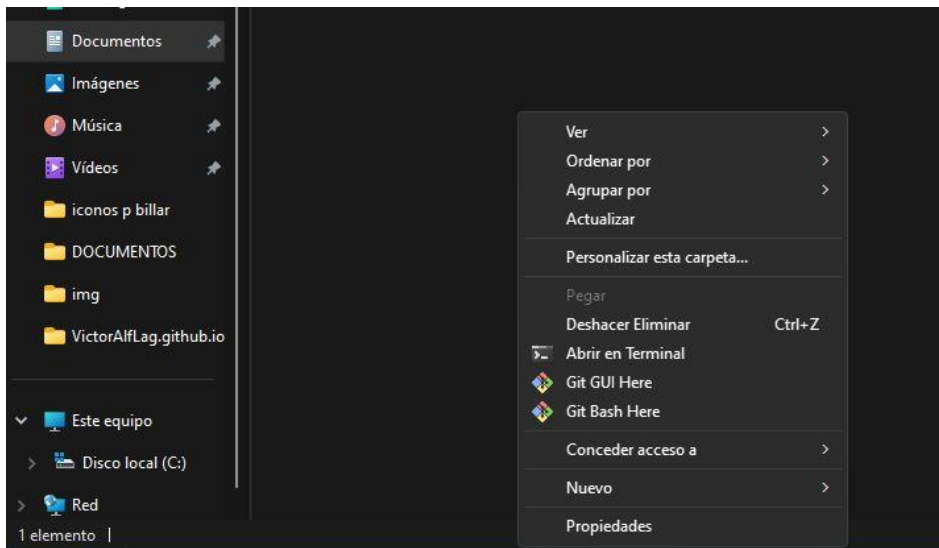 Documentos
Imágenes
Música
Vídeos
iconos p billar
DOCUMENTOS
img
VictorAlfLag.github.io
Este equipo
Disco local (C:)
Red
1 elemento
Ver
Ordenar por
Agrupar por
Actualizar
Personalizar esta carpeta...
Pegar
Deshacer Eliminar Ctrl+Z
Abrir en Terminal
Git GUI Here
Git Bash Here
Conceder acceso a
Nuevo
Propiedades